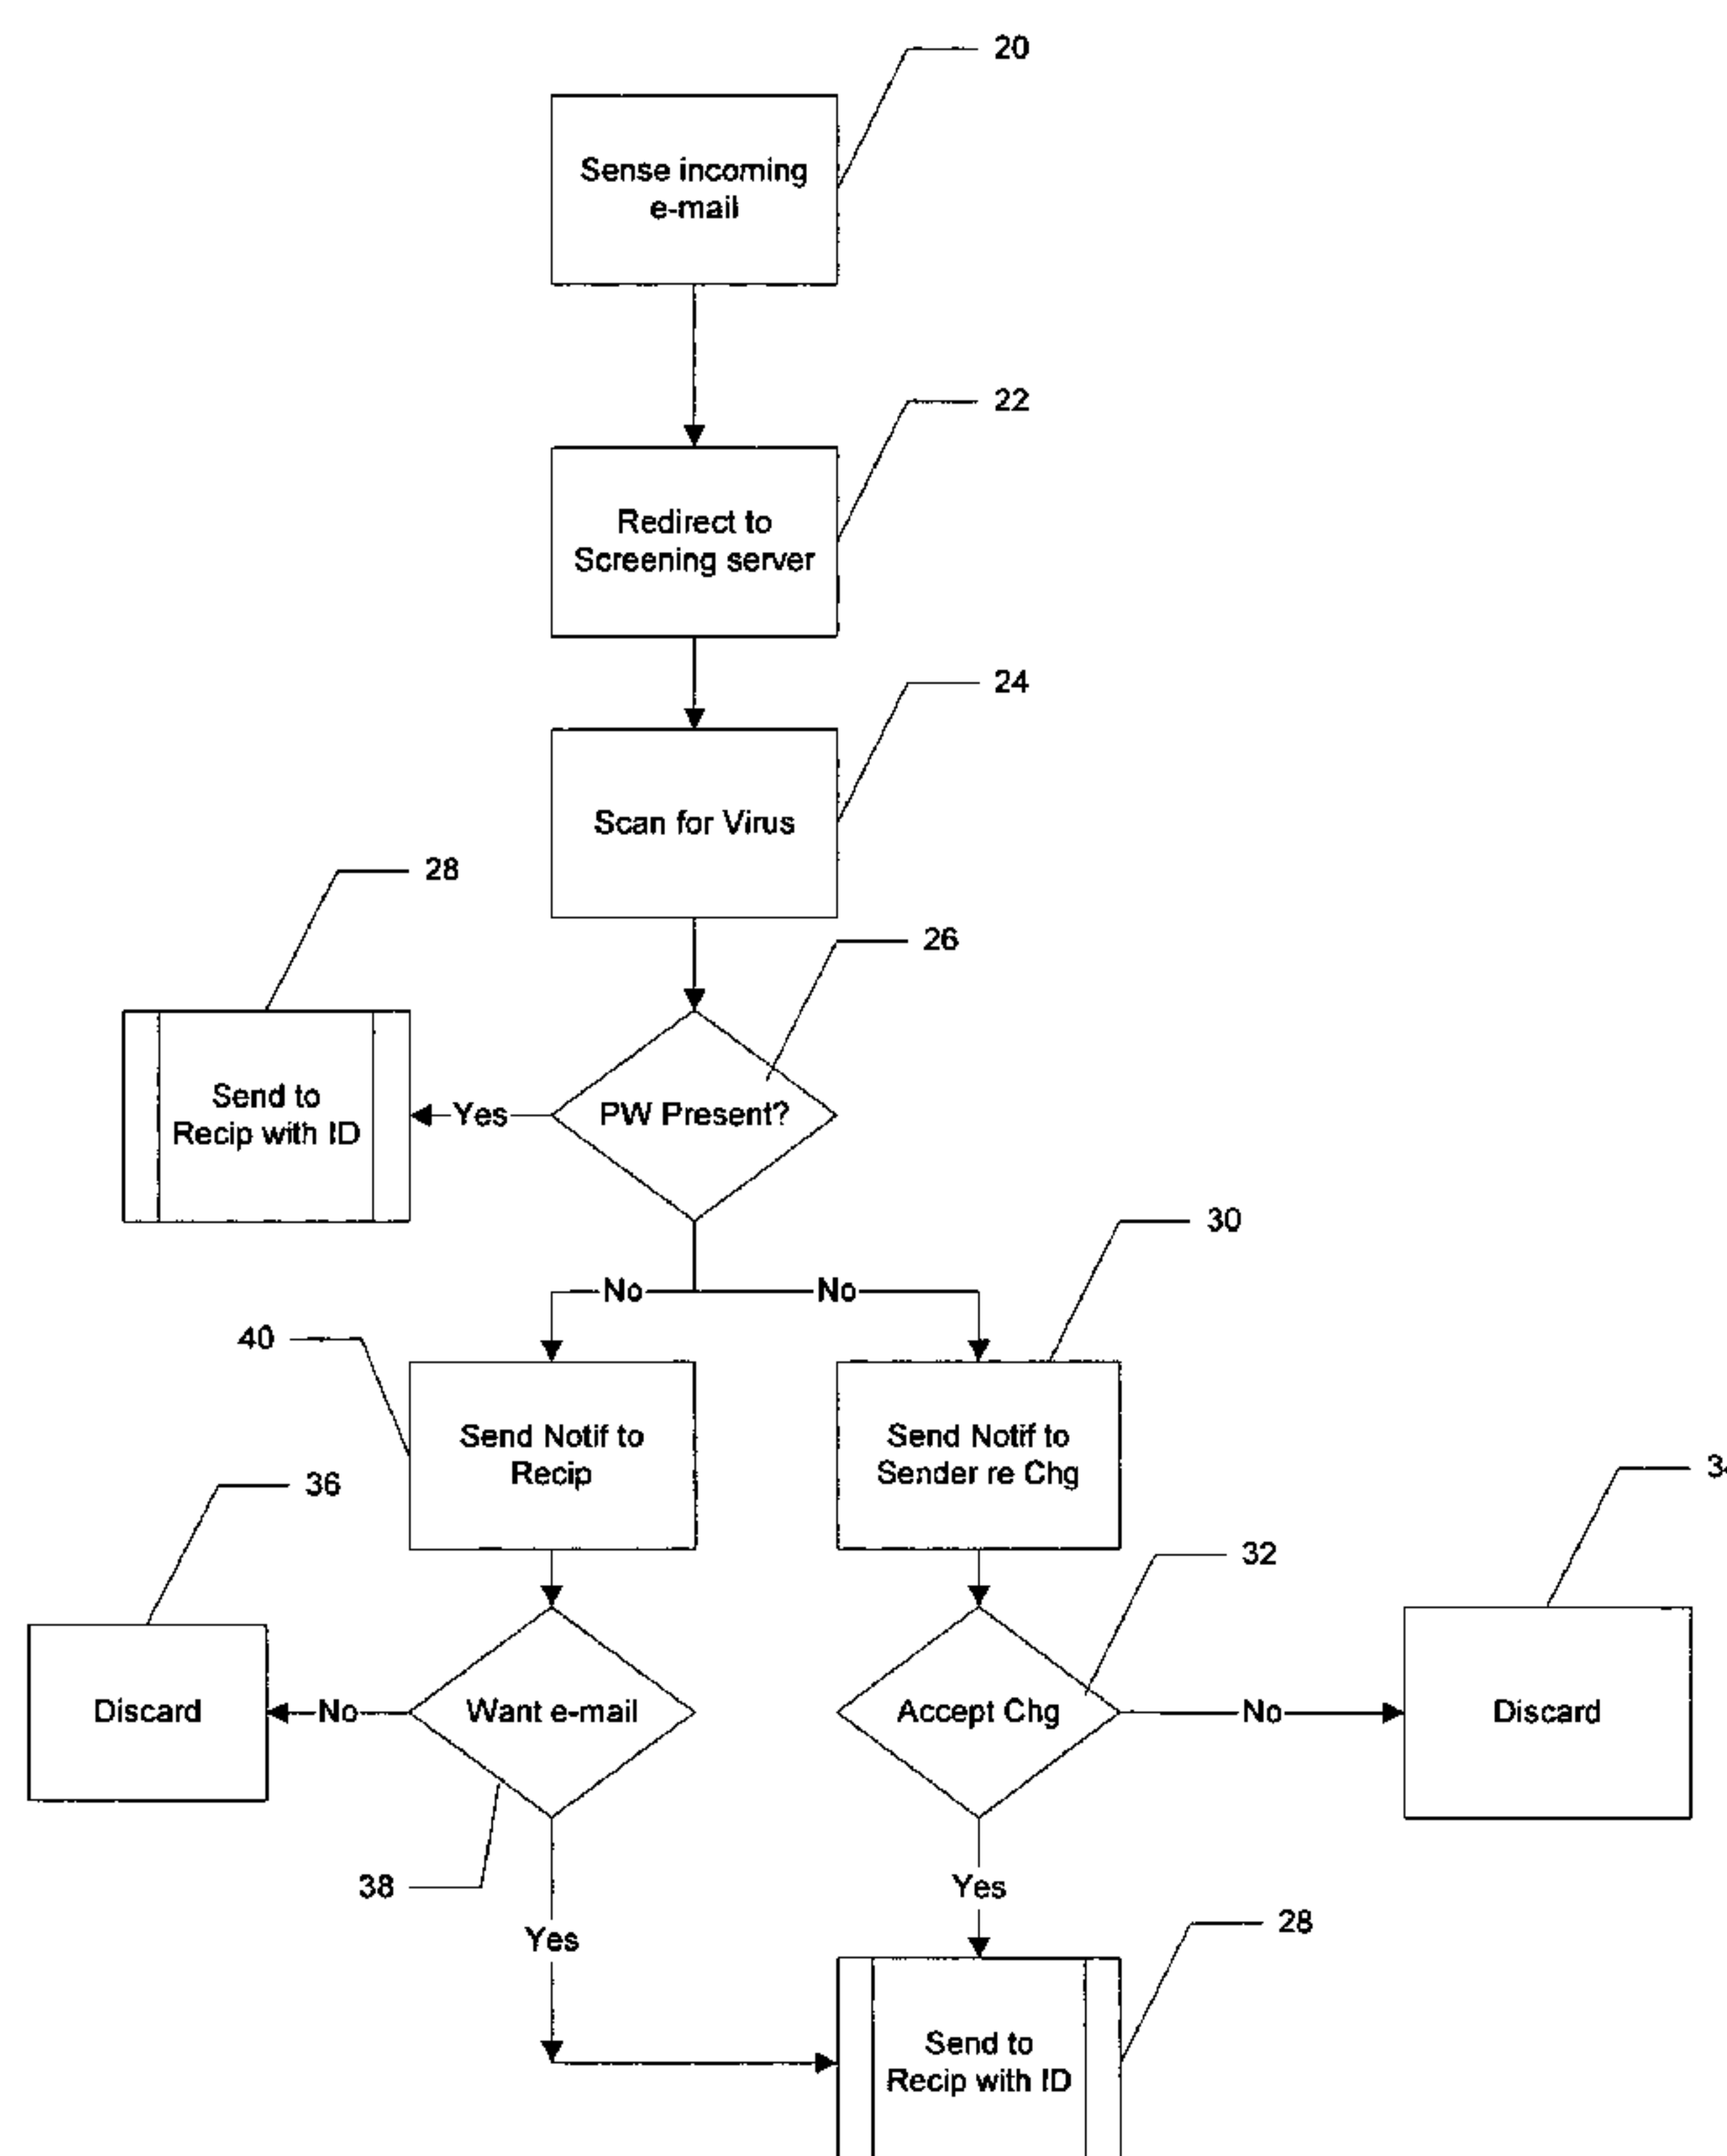 20
Sense incoming
e-mail
22
Redirect to
Screening server
24
Scan for Virus
28
26
Send to
Recip with ID
Yes
PW Present?
30
No
No
40
Send Notif to
Recip
Send Notif to
Sender re Chg
36
32
Discard
No
Want e-mail
Accept Chg
No
Discard
38
Yes
Yes
28
Send to
Recip with ID